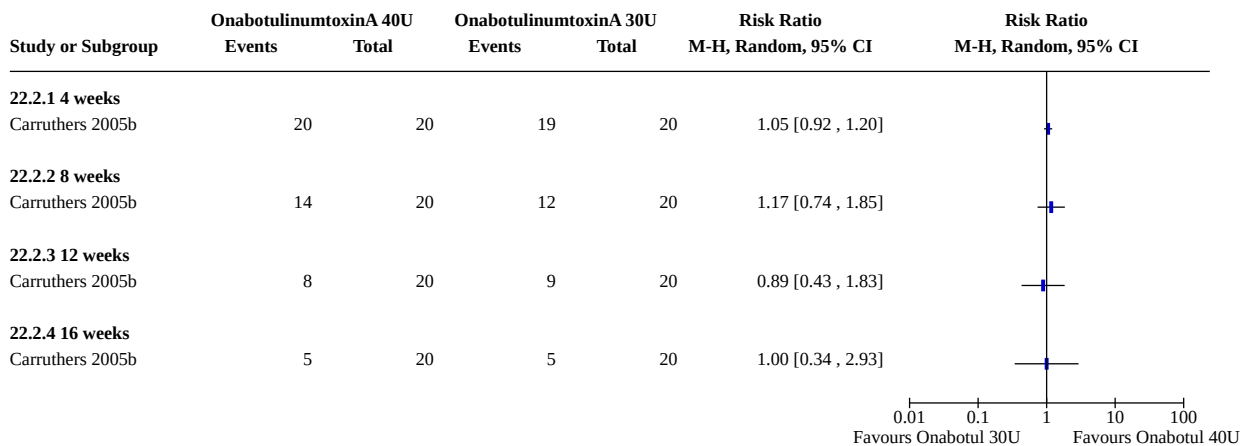 OnabotulinumtoxinA 40U OnabotulinumtoxinA 30U Risk Ratio Risk Ratio
Study or Subgroup Events Total Events Total M-H, Random, 95% CI M-H, Random, 95% CI
22.2.1 4 weeks
Carruthers 2005b 20 20 19 20 1.05 [0.92 , 1.20]
22.2.2 8 weeks
Carruthers 2005b 14 20 12 20 1.17 [0.74 , 1.85]
22.2.3 12 weeks
Carruthers 2005b 8 20 9 20 0.89 [0.43 , 1.83]
22.2.4 16 weeks
Carruthers 2005b 5 20 5 20 1.00 [0.34 , 2.93]
0.01 0.1 1 10 100
Favours Onabotul 30U Favours Onabotul 40U